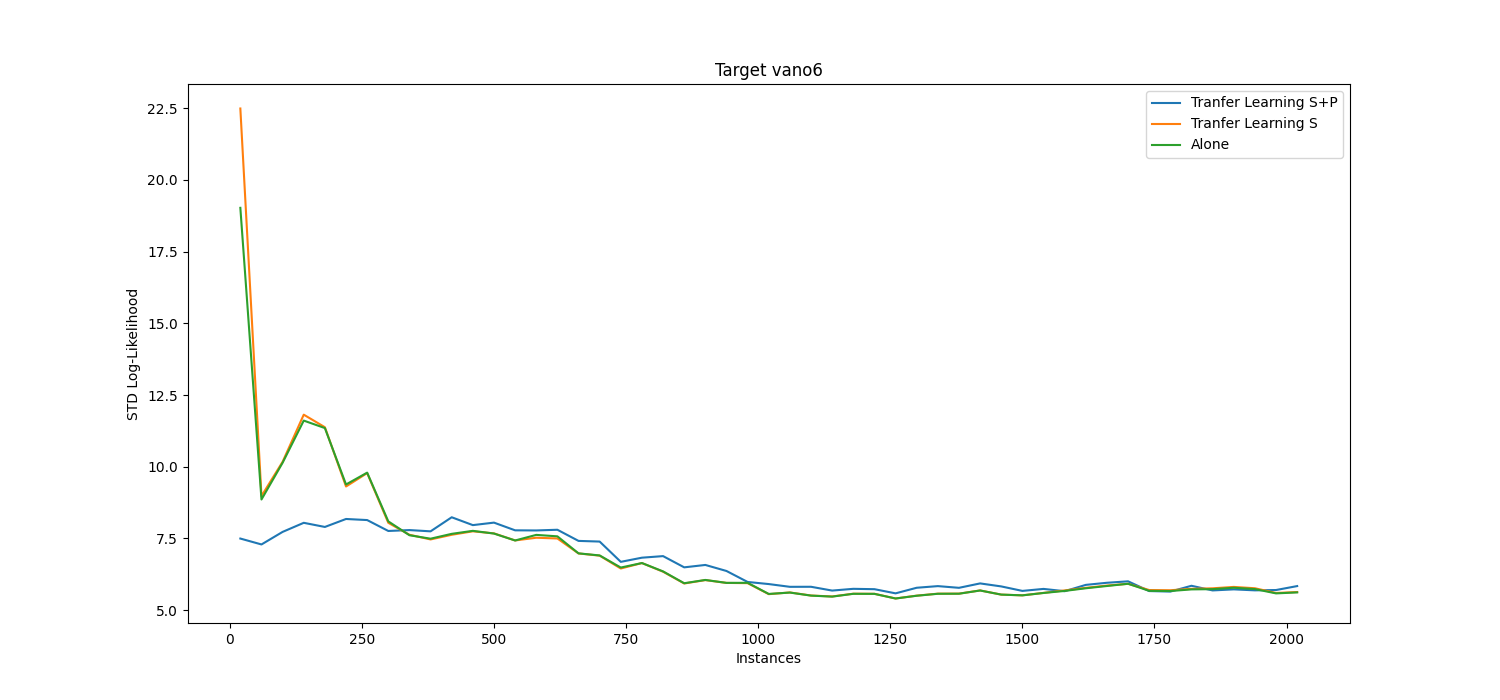 Target vano6
Tranfer Learning S+P
Tranfer Learning S
Alone
22.5
20.0
17.5
15.0
12.5
10.0
7.5
5.0
STD Log-Likelihood
0 250 500 750 1000 1250 1500 1750 2000
Instances